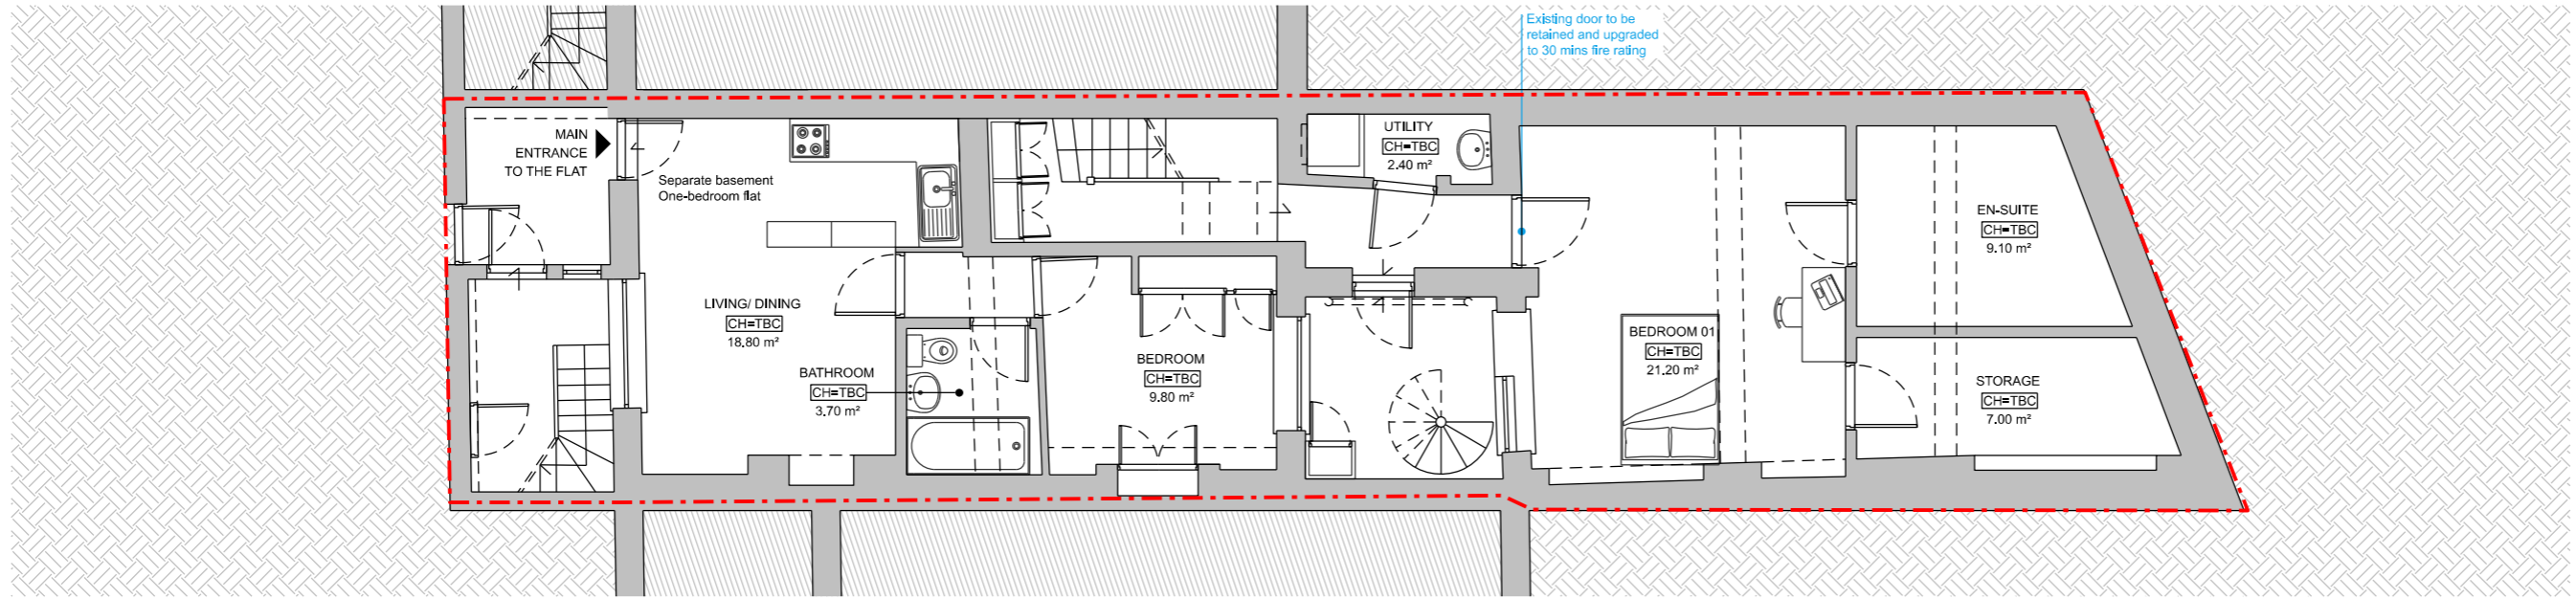 Existing door to be
retained and upgraded
to 30 mins fire rating
MAIN
ENTRANCE
TO THE FLAT
Separate basement
One-bedroom flat
UTILITY
CH=TBC
2.40 m²
EN-SUITE
CH=TBC
9.10 m²
LIVING/ DINING
CH=TBC
18.80 m²
BATHROOM
CH=TBC
3.70 m²
BEDROOM
CH=TBC
9.80 m²
BEDROOM 01
CH=TBC
21.20 m²
STORAGE
CH=TBC
7.00 m²